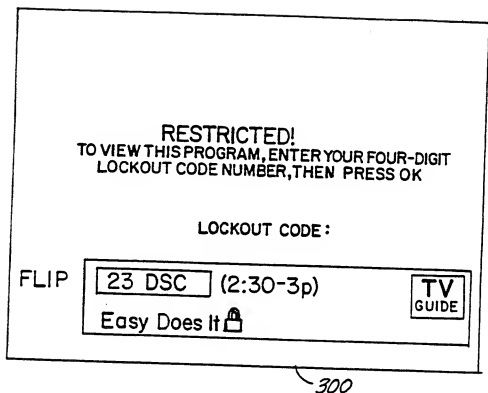 RESTRICTED!
TO VIEW THIS PROGRAM, ENTER YOUR FOUR-DIGIT
LOCKOUT CODE NUMBER, THEN PRESS OK
LOCKOUT CODE:
FLIP 23 DSC (2:30-3p) TV
GUIDE
Easy Does It
300